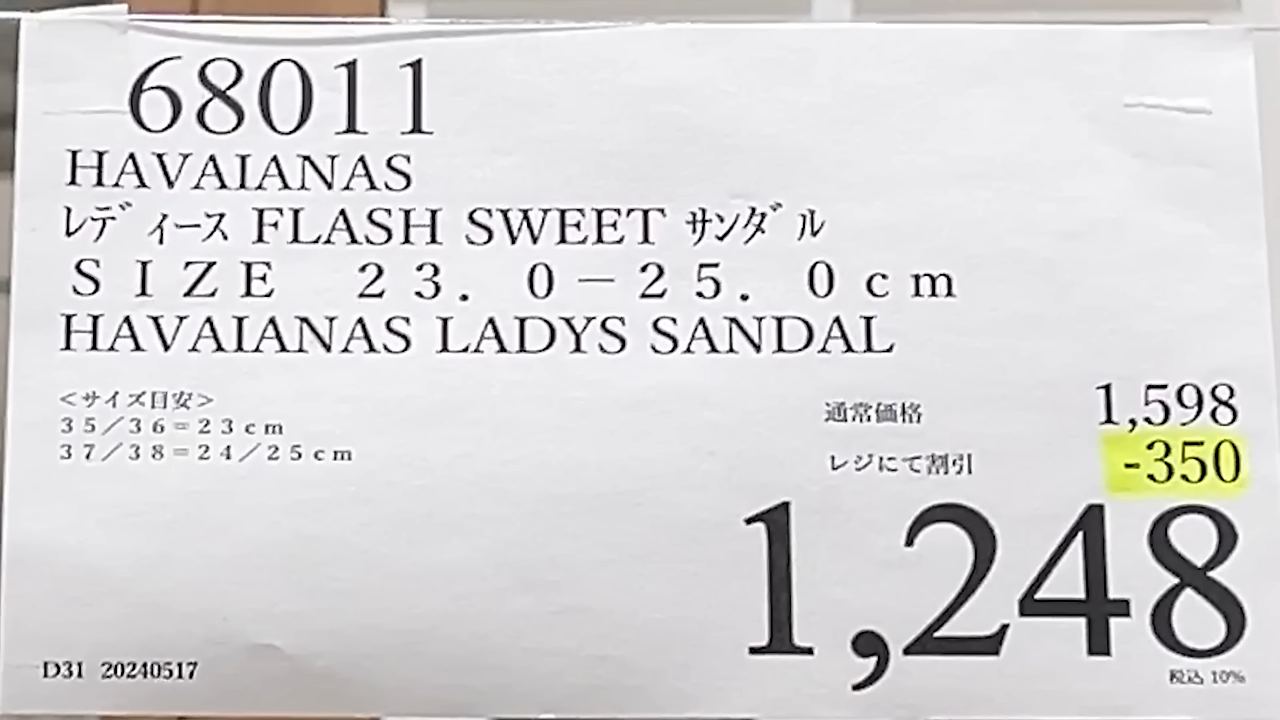 68011
HAVAIANAS
ﾚﾃﾞｨｰｽ FLASH SWEET ｻﾝﾀﾞﾙ
ＳＩＺＥ　２３．０－２５．０ｃｍ
HAVAIANAS LADYS SANDAL
＜サイズ目安＞
３５／３６＝２３ｃｍ
３７／３８＝２４／２５ｃｍ
通常価格 1,598
レジにて割引 -350
1,248
税込 10%
D31 20240517